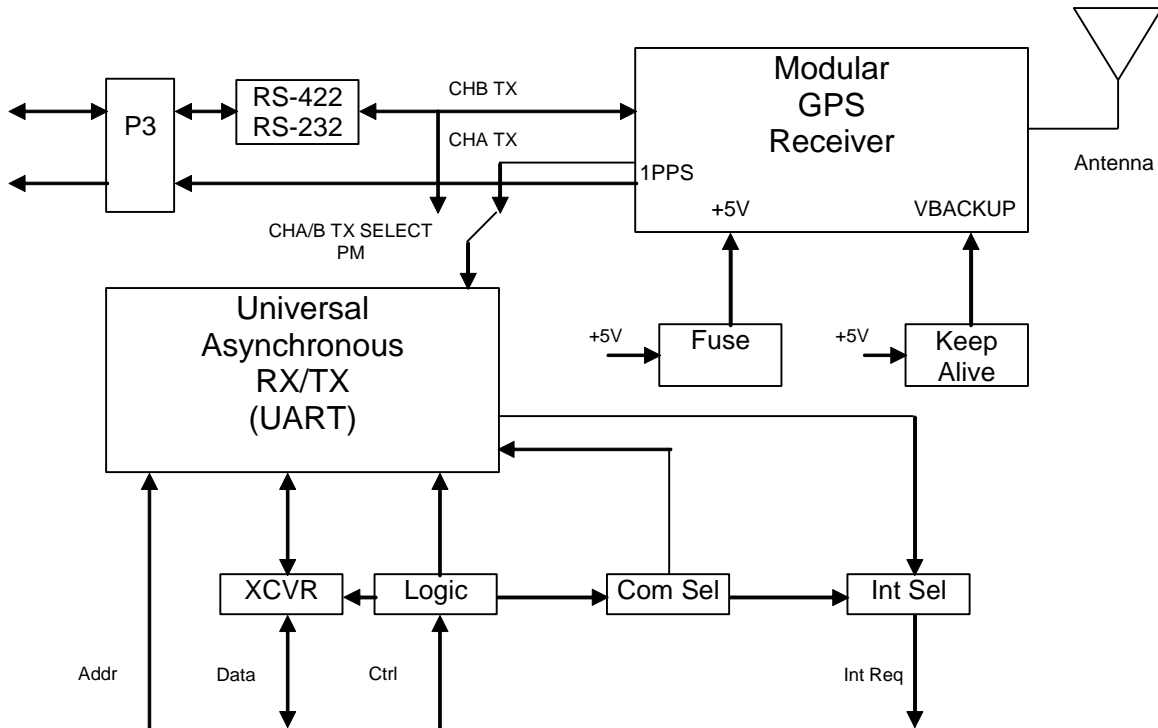 Modular
GPS
Receiver
RS-422
RS-232
P3
CHB TX
CHA TX
1PPS
Antenna
+5V
VBACKUP
CHA/B TX SELECT
PM
Universal
Asynchronous
RX/TX
(UART)
+5V
Fuse
+5V
Keep
Alive
XCVR
Logic
Com Sel
Int Sel
Addr
Data
Ctrl
Int Req